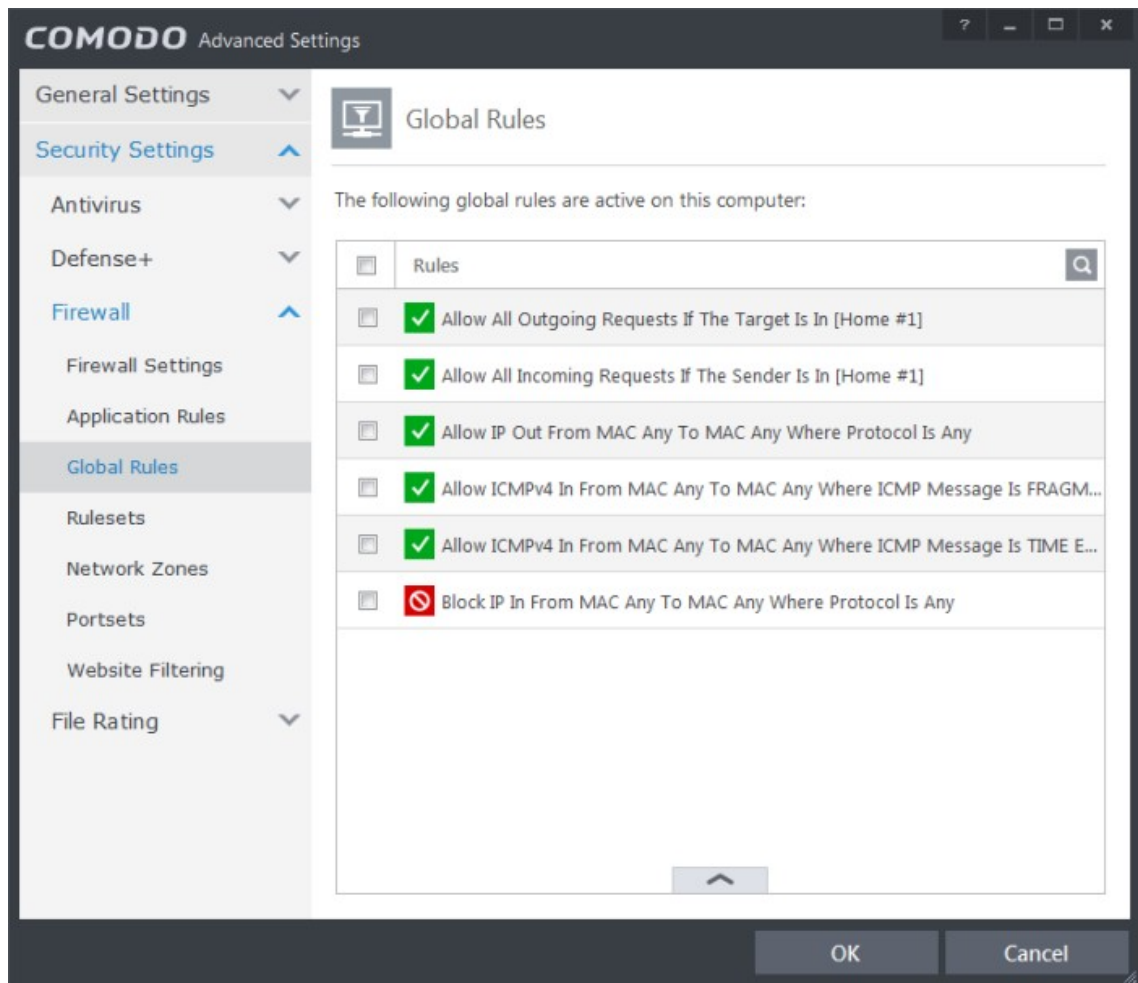 COMODO Advanced Settings
?
General Settings
Security Settings
Antivirus
Defense+
Firewall
Firewall Settings
Application Rules
Global Rules
Rulesets
Network Zones
Portsets
Website Filtering
File Rating
Global Rules
The following global rules are active on this computer:
Rules
Allow All Outgoing Requests If The Target Is In [Home #1]
Allow All Incoming Requests If The Sender Is In [Home #1]
Allow IP Out From MAC Any To MAC Any Where Protocol Is Any
Allow ICMPv4 In From MAC Any To MAC Any Where ICMP Message Is FRAGM...
Allow ICMPv4 In From MAC Any To MAC Any Where ICMP Message Is TIME E...
Block IP In From MAC Any To MAC Any Where Protocol Is Any
OK
Cancel